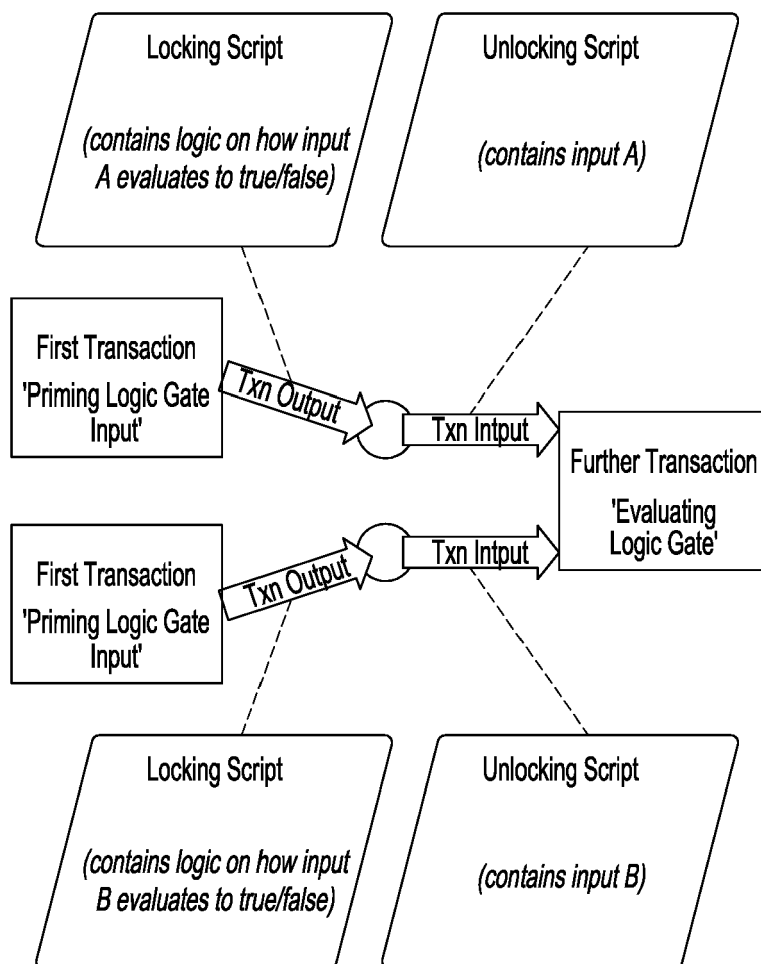 Locking Script
(contains logic on how input
A evaluates to true/false)
Unlocking Script
(contains input A)
First Transaction
'Priming Logic Gate
Input'
Txn Output
Txn Intput
Further Transaction
'Evaluating
Logic Gate'
First Transaction
'Priming Logic Gate
Input'
Txn Output
Txn Intput
Locking Script
(contains logic on how input
B evaluates to true/false)
Unlocking Script
(contains input B)